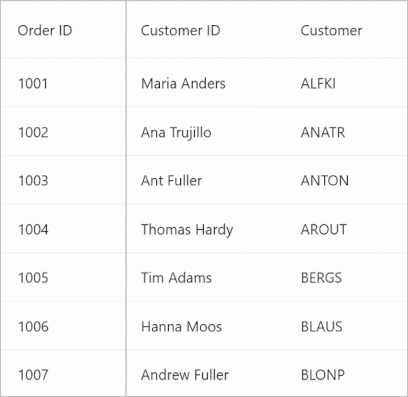 Order ID Customer ID Customer
1001 Maria Anders ALFKI
1002 Ana Trujillo ANATR
1003 Ant Fuller ANTON
1004 Thomas Hardy AROUT
1005 Tim Adams BERGS
1006 Hanna Moos BLAUS
1007 Andrew Fuller BLONP